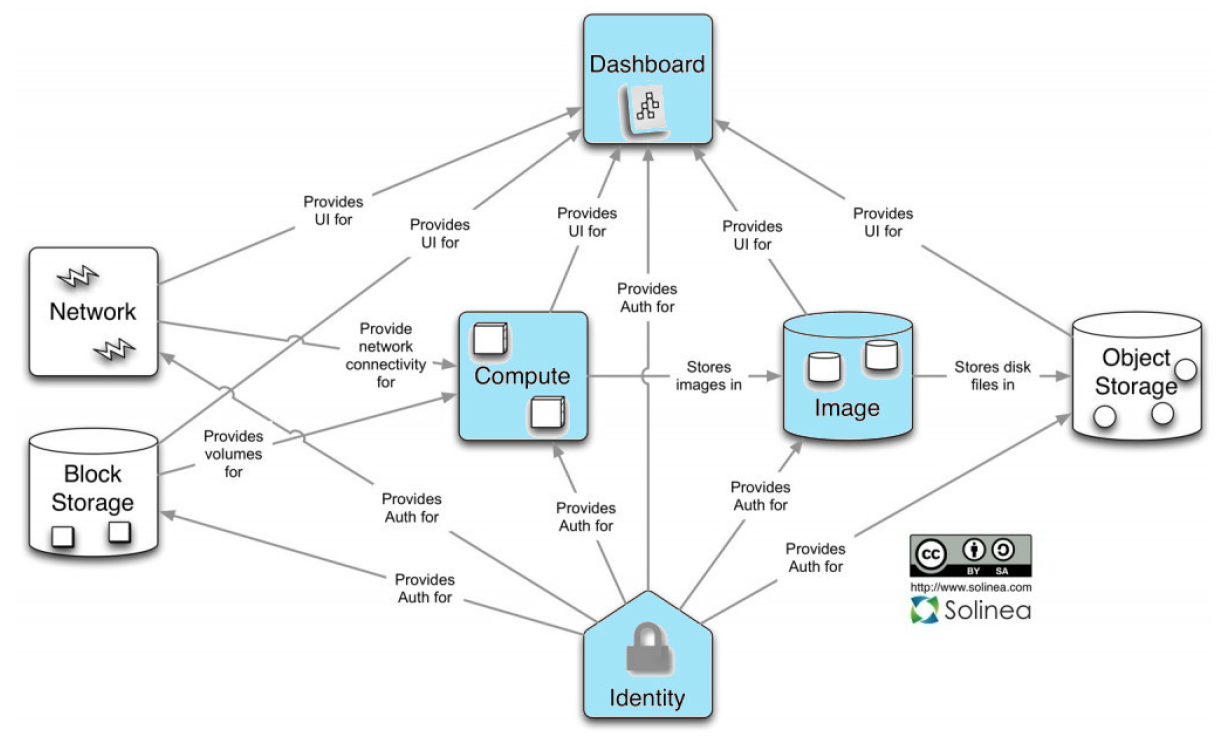 Dashboard
Provides
UI for
Provides
UI for
Provides
UI for
Provides
UI for
Provides
UI for
Provides
Auth for
Network
Provide
network
connectivity
for
Compute
Stores
images in
Image
Stores disk
files in
Object
Storage
Block
Storage
Provides
volumes
for
Provides
Auth for
Provides
Auth for
Provides
Auth for
Provides
Auth for
Provides
Auth for
Identity
cc
BY SA
http://www.solinea.com
Solinea